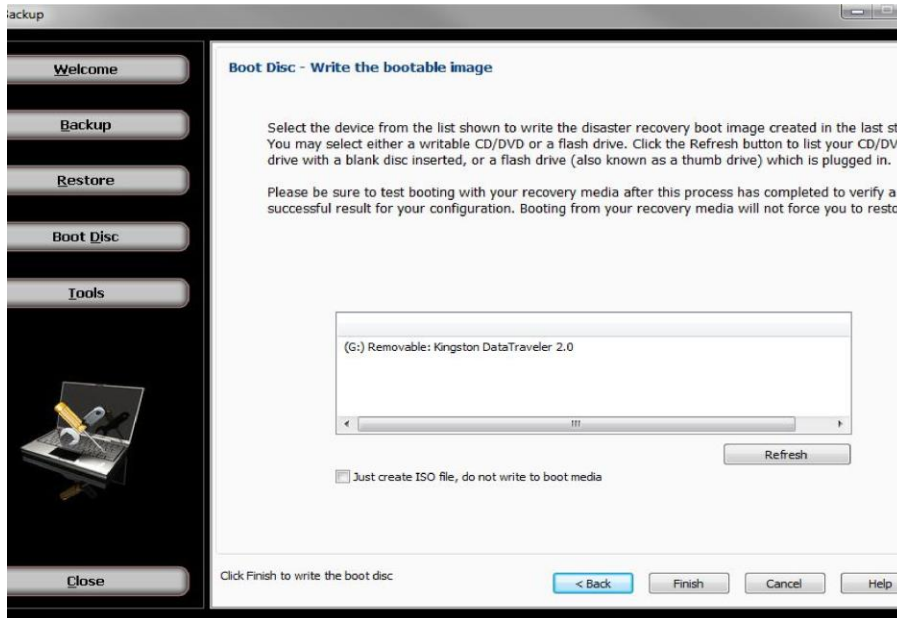 Backup
Welcome
Backup
Restore
Boot Disc
Tools
Close
Boot Disc - Write the bootable image
Select the device from the list shown to write the disaster recovery boot image created in the last st
You may select either a writable CD/DVD or a flash drive. Click the Refresh button to list your CD/DV
drive with a blank disc inserted, or a flash drive (also known as a thumb drive) which is plugged in.
Please be sure to test booting with your recovery media after this process has completed to verify a
successful result for your configuration. Booting from your recovery media will not force you to resto
(G:) Removable: Kingston DataTraveler 2.0
Refresh
Just create ISO file, do not write to boot media
Click Finish to write the boot disc
< Back
Finish
Cancel
Help